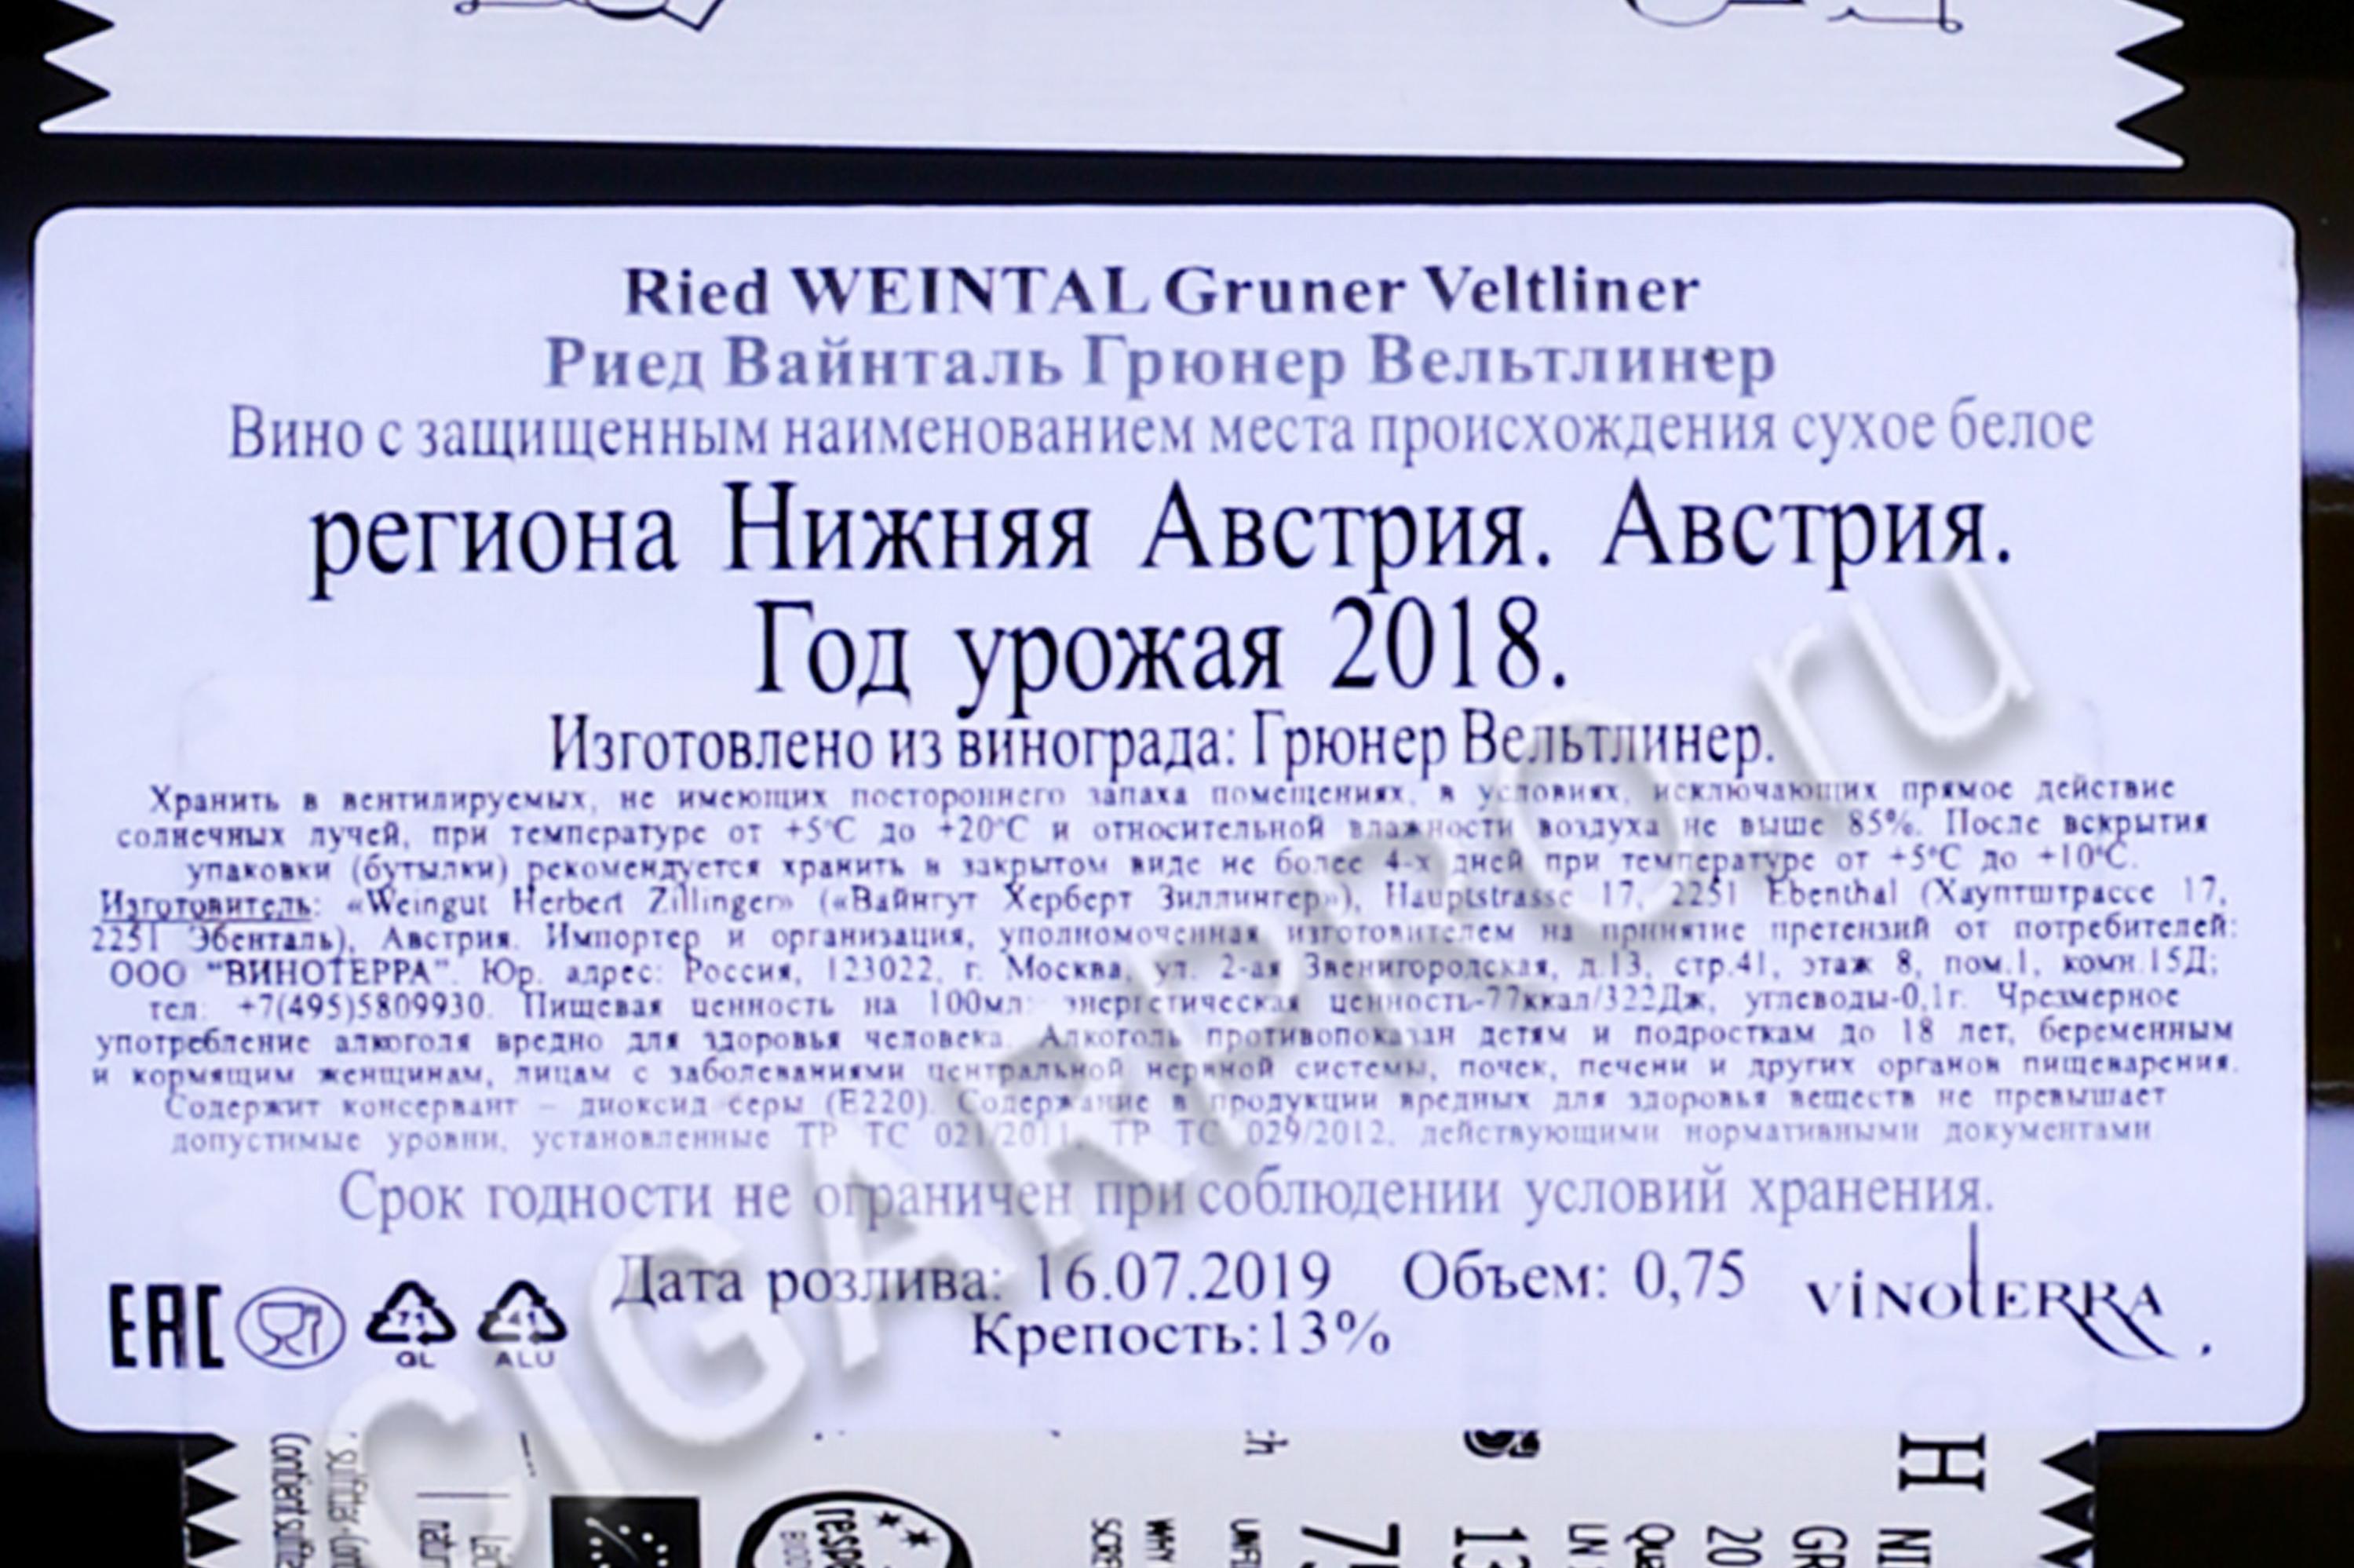 Ried WEINTAL Gruner Veltliner
Риед Вайнталь Грюнер Вельтлинер
Вино с защищенным наименованием места происхождения сухое белое
региона Нижняя Австрия. Австрия.
Год урожая 2018.
Изготовлено из винограда: Грюнер Вельтлинер.
Хранить в вентилируемых, не имеющих постороннего запаха помещениях, в условиях, исключающих прямое действие
солнечных лучей, при температуре от +5°С до +20°С и относительной влажности воздуха не выше 85%. После вскрытия
упаковки (бутылки) рекомендуется хранить в закрытом виде не более 4-х дней при температуре от +5°С до +10°С.
Изготовитель: «Weingut Herbert Zillinger» («Вайнгут Херберт Зиллингер»), Hauptstrasse 17, 2251 Ebenthal (Хауптштрассе 17,
2251 Эбенталь), Австрия. Импортер и организация, уполномоченная изготовителем на принятие претензий от потребителей:
ООО "ВИНОТЕРРА". Юр. адрес: Россия, 123022, г. Москва, ул. 2-ая Звенигородская, д.13, стр.41, этаж 8, пом.1, комн.15Д;
тел: +7(495)5809930. Пищевая ценность на 100мл: энергетическая ценность-77ккал/322Дж, углеводы-0,1г. Чрезмерное
употребление алкоголя вредно для здоровья человека. Алкоголь противопоказан детям и подросткам до 18 лет, беременным
и кормящим женщинам, лицам с заболеваниями центральной нервной системы, почек, печени и других органов пищеварения.
Содержит консервант – диоксид серы (Е220). Содержание в продукции вредных для здоровья веществ не превышает
допустимые уровни, установленные ТР ТС 021/2011, ТР ТС 029/2012, действующими нормативными документами
Срок годности не ограничен при соблюдении условий хранения.
Дата розлива: 16.07.2019 Объем: 0,75
Крепость:13%
EAC
71
GL
41
ALU
VINOTERRA
CIGARPRO.ru